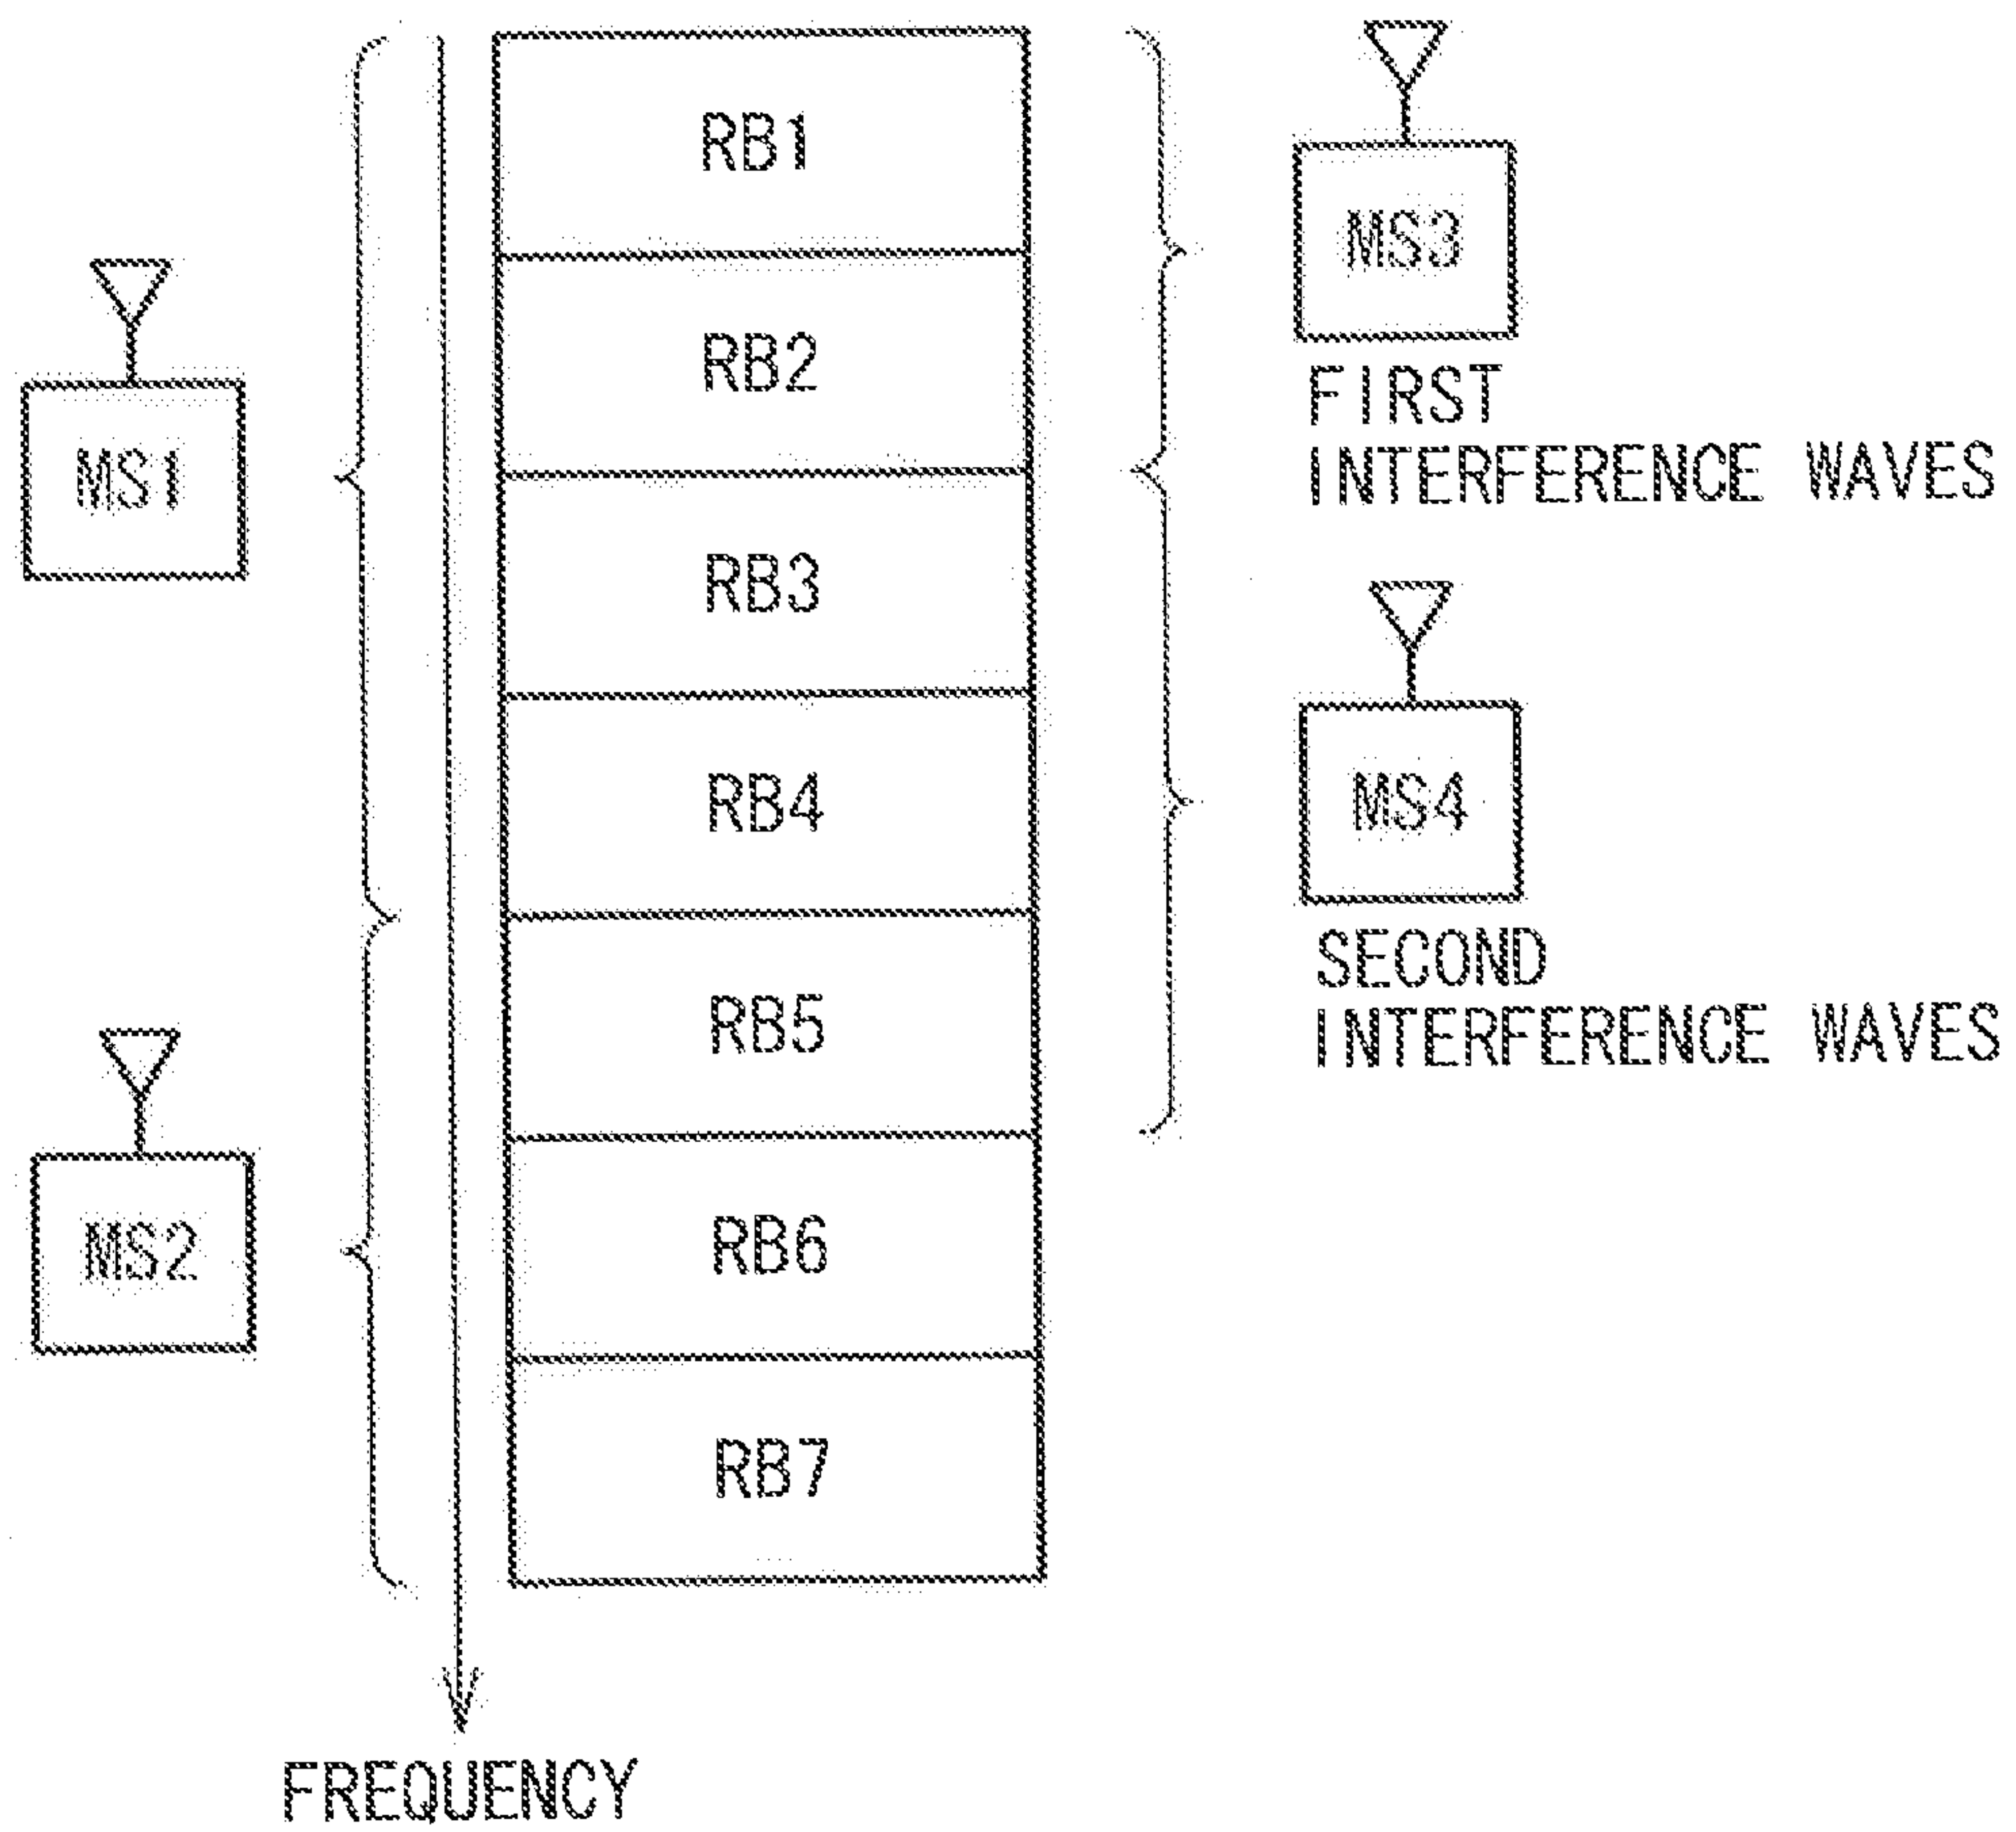 RB1
RB2
RB3
RB4
RB5
RB6
RB7
MS1
MS2
MS3
FIRST
INTERFERENCE WAVES
MS4
SECOND
INTERFERENCE WAVES
FREQUENCY